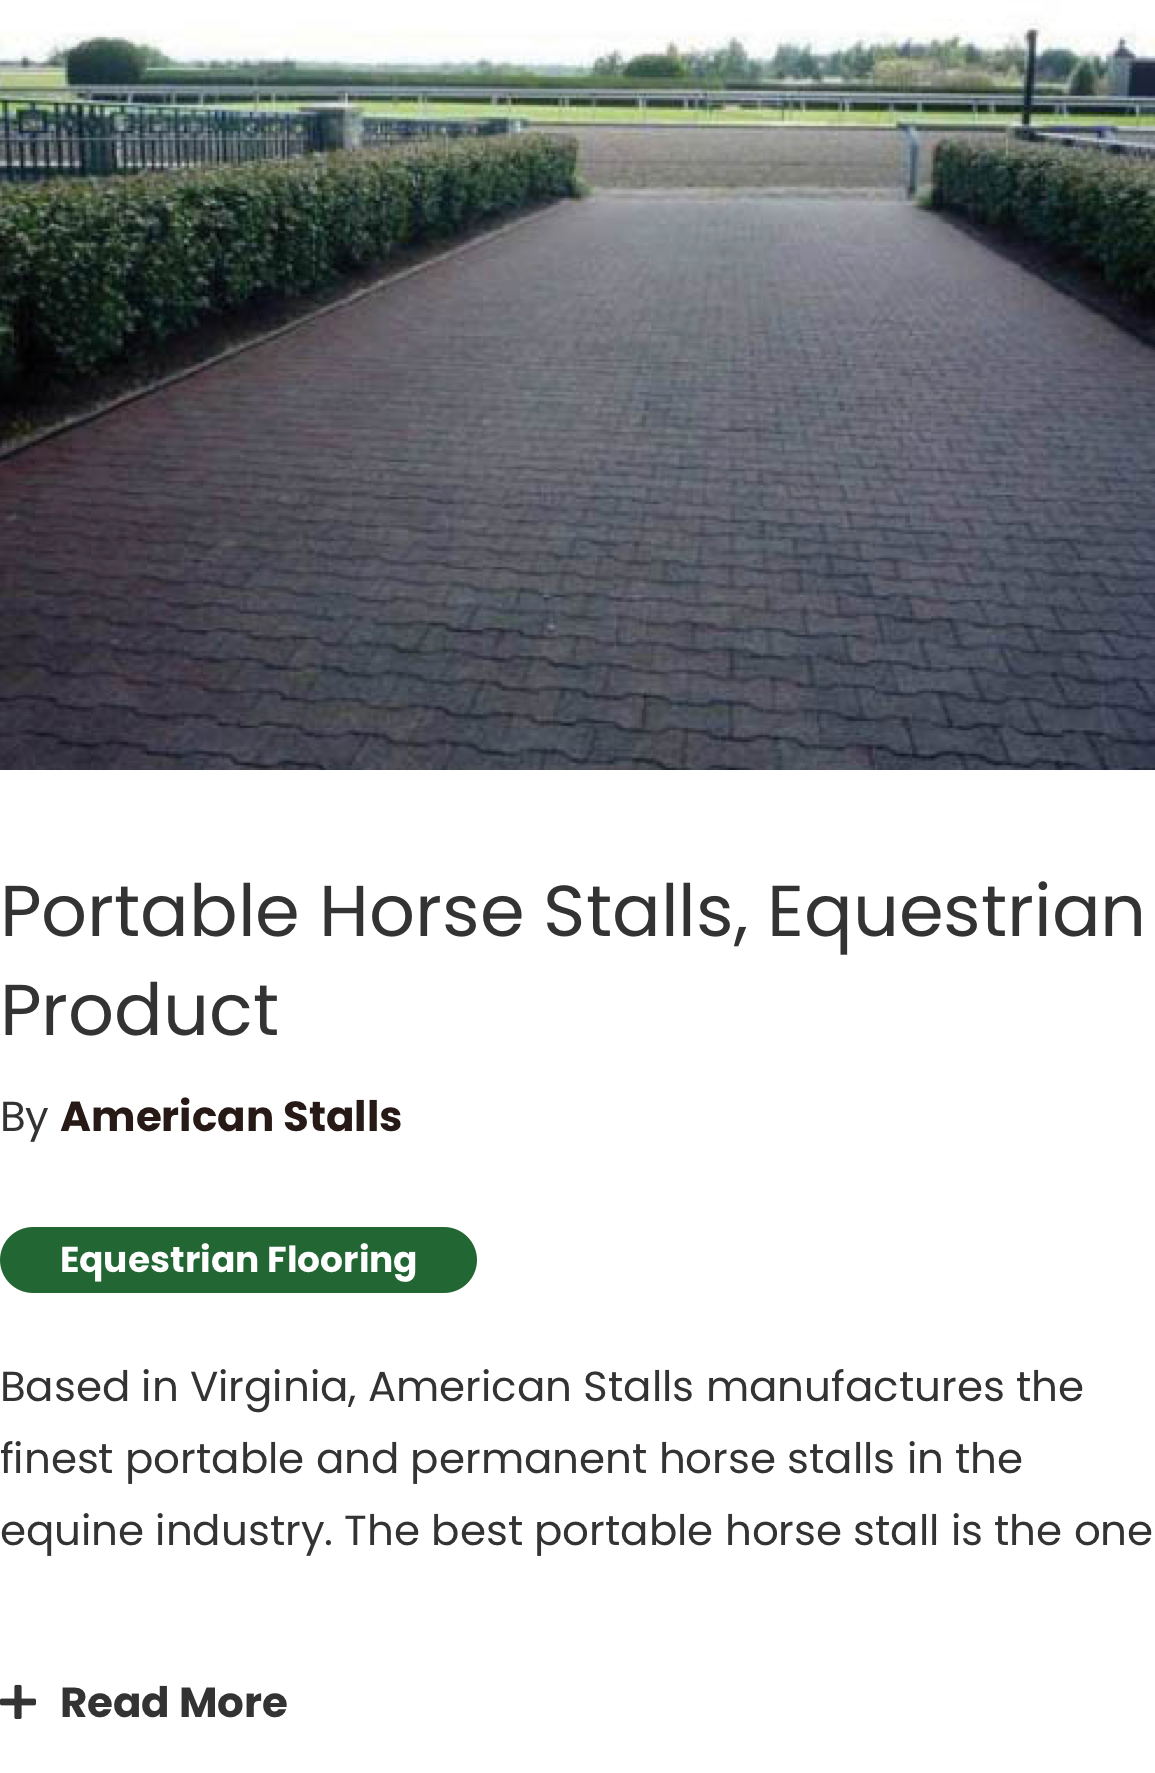 Portable Horse Stalls, Equestrian
Product
By American Stalls
Equestrian Flooring
Based in Virginia, American Stalls manufactures the
finest portable and permanent horse stalls in the
equine industry. The best portable horse stall is the one
+ Read More